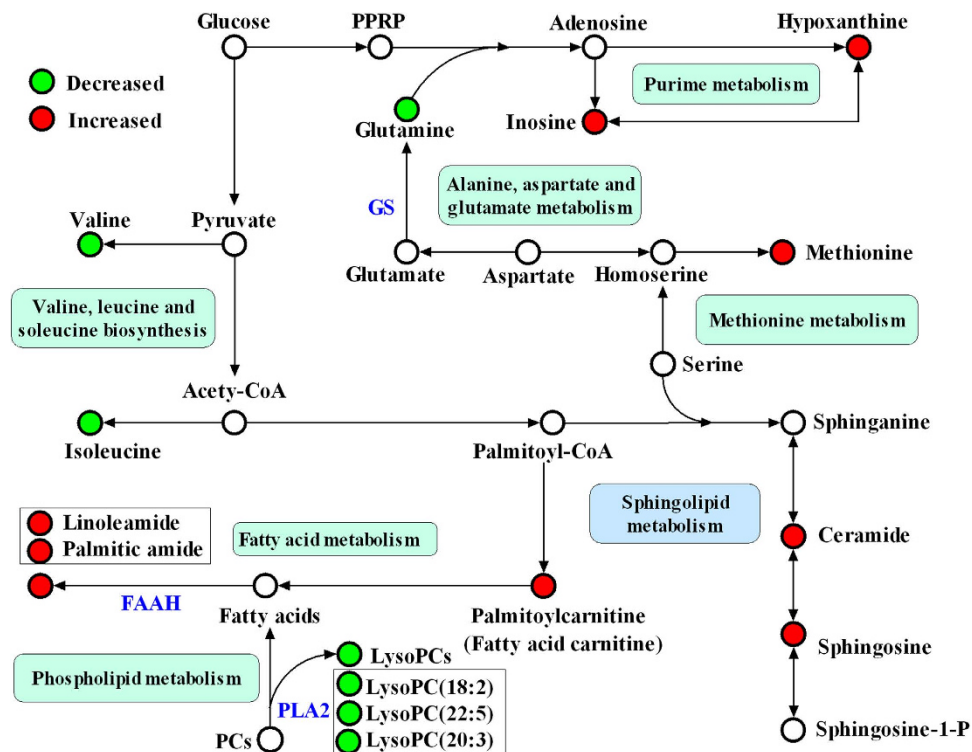 Glucose
PPRP
Adenosine
Hypoxanthine
Decreased
Increased
Purime metabolism
Glutamine
Inosine
GS
Alanine, aspartate and
glutamate metabolism
Valine
Pyruvate
Glutamate
Aspartate
Homoserine
Methionine
Valine, leucine and
soleucine biosynthesis
Methionine metabolism
Serine
Acety-CoA
Isoleucine
Palmitoyl-CoA
Sphinganine
Sphingolipid
metabolism
Linoleamide
Palmitic amide
Fatty acid metabolism
Ceramide
FAAH
Fatty acids
Palmitoylcarnitine
(Fatty acid carnitine)
Sphingosine
Phospholipid metabolism
LysoPCs
LysoPC(18:2)
PLA2
LysoPC(22:5)
PCs
LysoPC(20:3)
Sphingosine-1-P